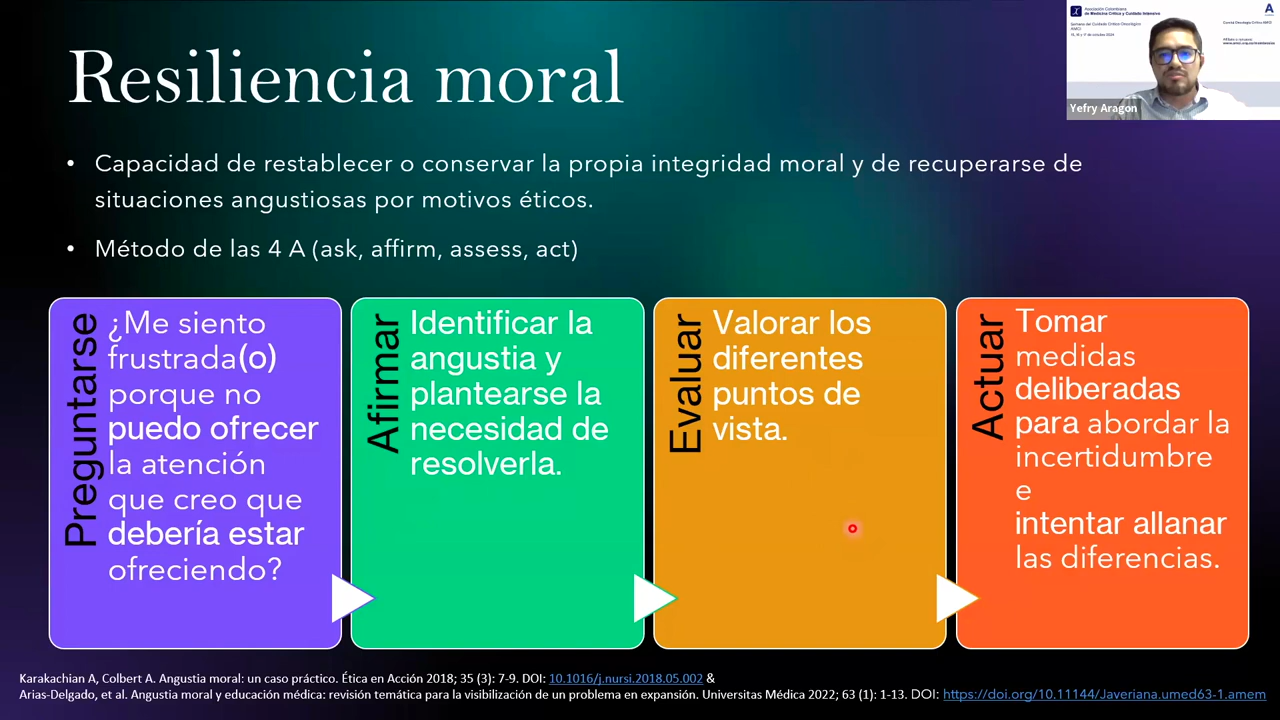 Resiliencia moral
Asociación Colombiana
de Medicina Crítica y Cuidado Intensivo
Yefry Aragon
• Capacidad de restablecer o conservar la propia integridad moral y de recuperarse de
situaciones angustiosas por motivos éticos.
• Método de las 4 A (ask, affirm, assess, act)
Preguntarse
¿Me siento
frustrada(o)
porque no
puedo ofrecer
la atención
que creo que
debería estar
ofreciendo?
Afirmar
Identificar la
angustia y
plantearse la
necesidad de
resolverla.
Evaluar
Valorar los
diferentes
puntos de
vista.
Actuar
Tomar
medidas
deliberadas
para abordar la
incertidumbre
e
intentar allanar
las diferencias.
Karakachian A, Colbert A. Angustia moral: un caso práctico. Ética en Acción 2018; 35 (3): 7-9. DOI: 10.1016/j.nursi.2018.05.002 &
Arias-Delgado, et al. Angustia moral y educación médica: revisión temática para la visibilización de un problema en expansión. Universitas Médica 2022; 63 (1): 1-13. DOI: https://doi.org/10.11144/Javeriana.umed63-1.amem